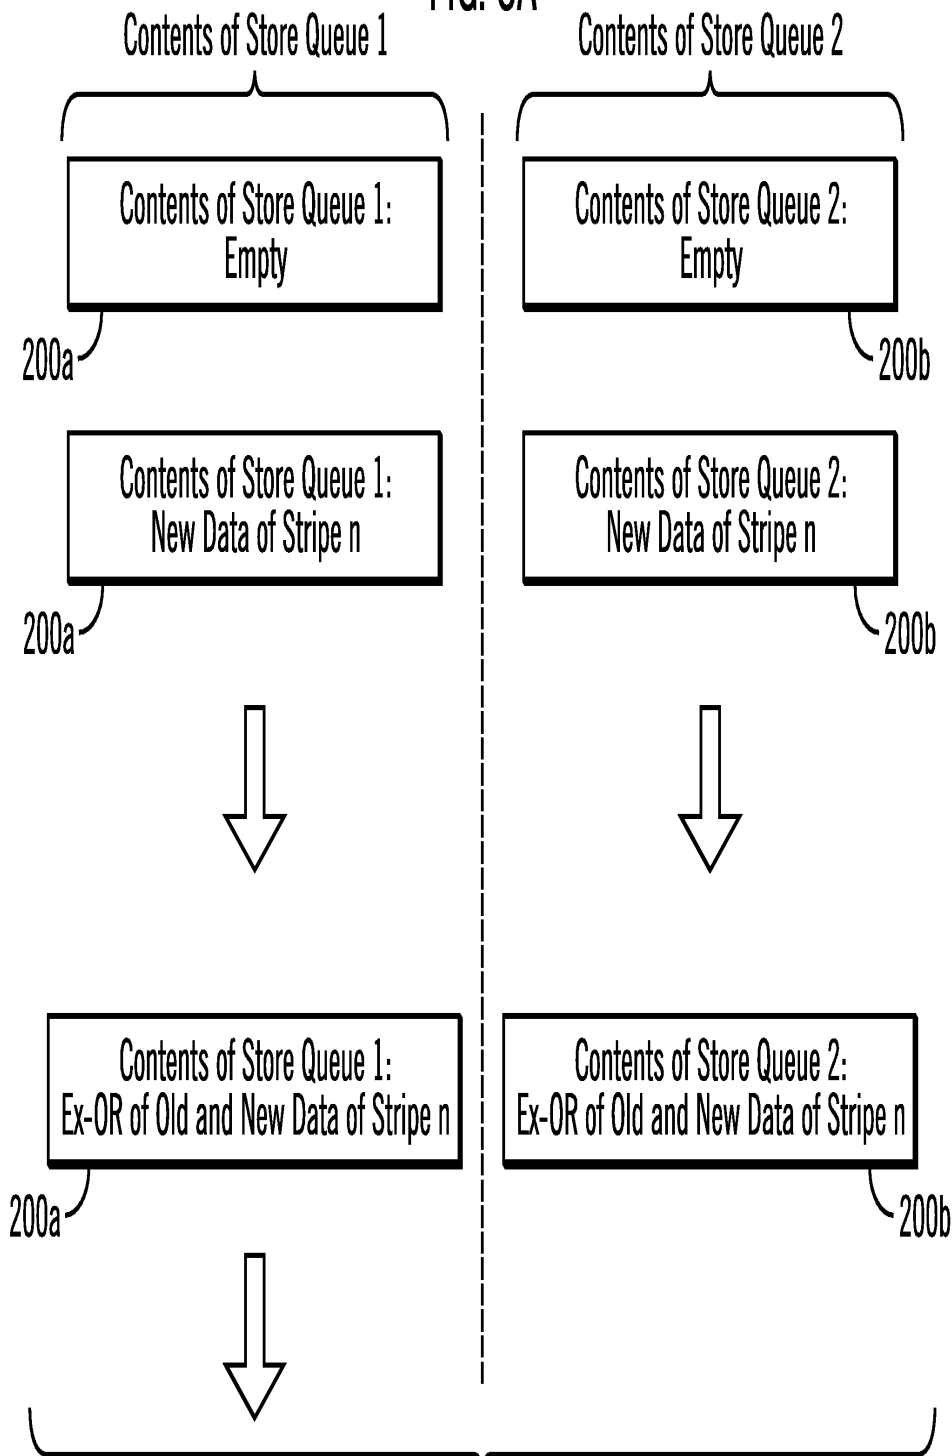 Contents of Store Queue 1
Contents of Store Queue 2
Contents of Store Queue 1:
Empty
Contents of Store Queue 2:
Empty
200a
200b
Contents of Store Queue 1:
New Data of Stripe n
Contents of Store Queue 2:
New Data of Stripe n
200a
200b
Contents of Store Queue 1:
Ex-OR of Old and New Data of Stripe n
Contents of Store Queue 2:
Ex-OR of Old and New Data of Stripe n
200a
200b